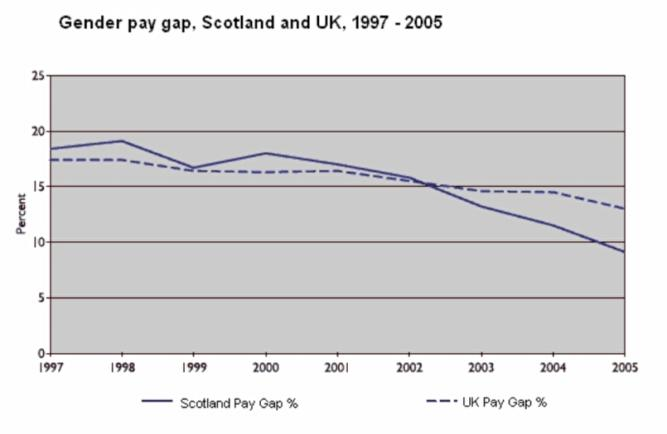 Gender pay gap, Scotland and UK, 1997 - 2005
25
20
15
10
5
0
Percent
1997 1998 1999 2000 2001 2002 2003 2004 2005
Scotland Pay Gap % UK Pay Gap %